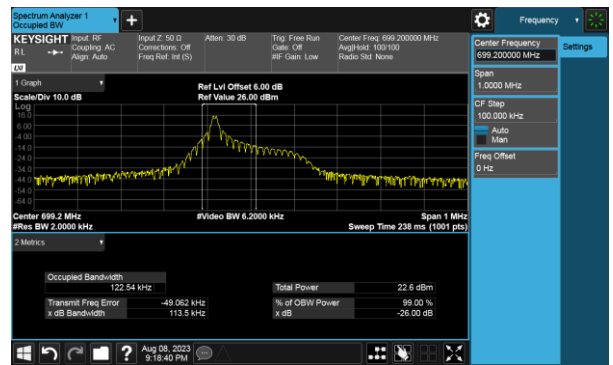 Spectrum Analyzer 1
Occupied BW
Frequency
KEYSIGHT
RL
Input: RF
Coupling: AC
Align: Auto
Input Z: 50 Ω
Corrections: Off
Freq Ref: Int (S)
Atten: 30 dB
Trig: Free Run
Gate: Off
#IF Gain: Low
Center Freq: 699.200000 MHz
Avg|Hold: 100/100
Radio Std: None
Center Frequency
699.200000 MHz
Settings
Span
1.0000 MHz
CF Step
100.000 kHz
Auto
Man
Freq Offset
0 Hz
1 Graph
Scale/Div 10.0 dB
Ref Lvl Offset 6.00 dB
Ref Value 26.00 dBm
Log
16.0
6.00
-4.00
-14.0
-24.0
-34.0
-44.0
-54.0
-64.0
Center 699.2 MHz
#Video BW 6.2000 kHz
Span 1 MHz
#Res BW 2.0000 kHz
Sweep Time 238 ms (1001 pts)
2 Metrics
Occupied Bandwidth
122.54 kHz
Total Power 22.6 dBm
Transmit Freq Error -49.062 kHz
% of OBW Power 99.00 %
x dB Bandwidth 113.5 kHz
x dB -26.00 dB
Aug 08, 2023
9:18:40 PM